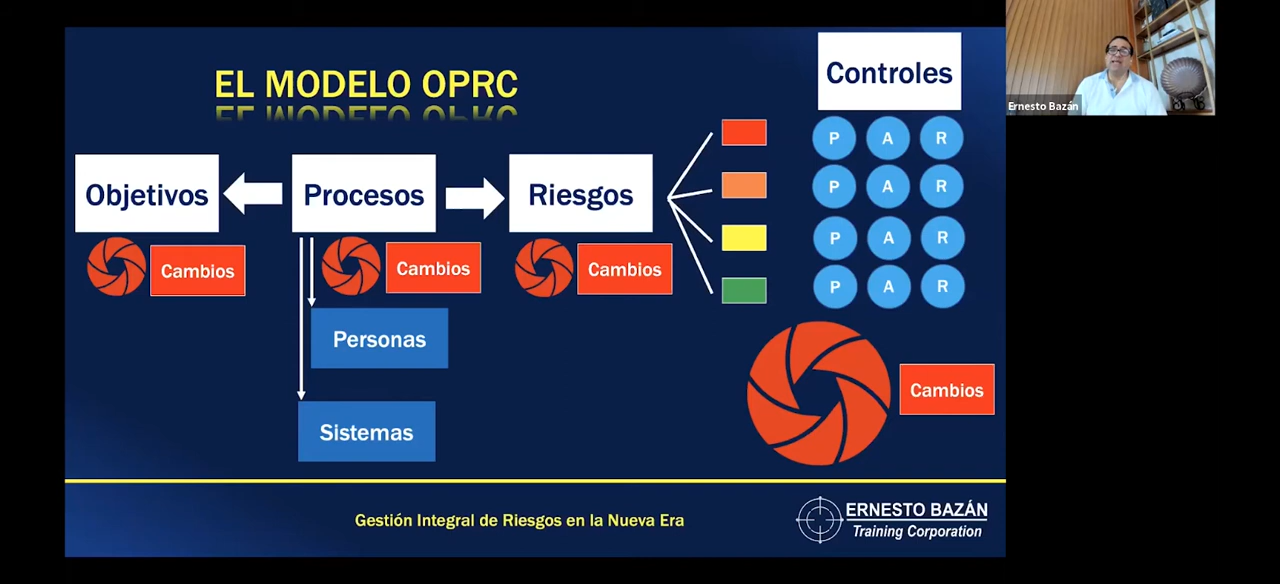 EL MODELO OPRC
Controles
Objetivos
Procesos
Riesgos
P A R
P A R
P A R
P A R
Cambios
Cambios
Cambios
Personas
Sistemas
Cambios
Gestión Integral de Riesgos en la Nueva Era
ERNESTO BAZÁN
Training Corporation
Ernesto Bazán